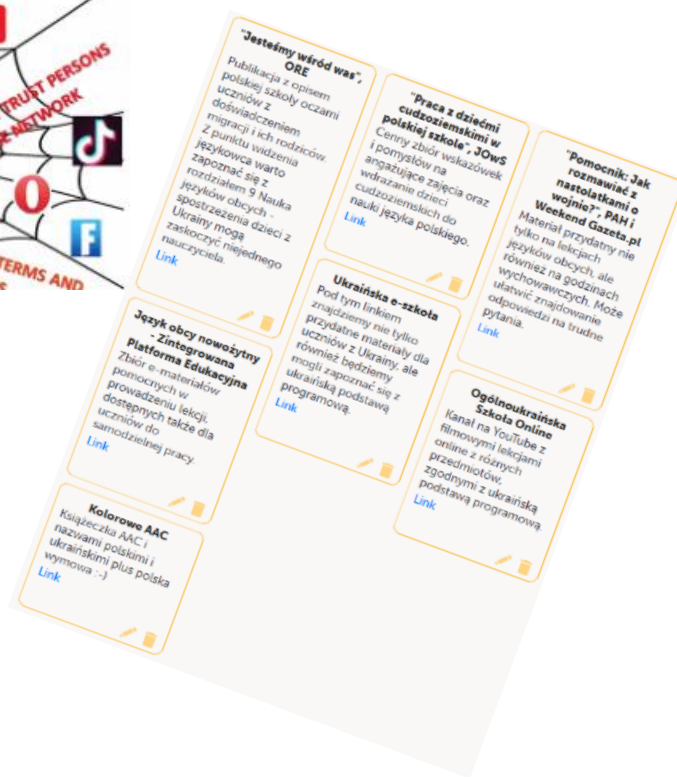 TRUST PERSONS
NETWORK
TERMS AND
"Jesteśmy wśród was",
ORE
Publikacja z opisem
polskiej szkoły oczami
uczniów z
doświadczeniem
migracji i ich rodziców.
Z punktu widzenia
językowca warto
zapoznać się z
rozdziałem 9 Nauka
języków obcych -
spostrzeżenia dzieci z
Ukrainy mogą
zaskoczyć niejednego
nauczyciela.
Link
Język obcy nowożytny
- Zintegrowana
Platforma Edukacyjna
Zbiór e-materiałów
pomocnych w
prowadzeniu lekcji,
dostępnych także dla
uczniów do
samodzielnej pracy.
Link
Kolorowe AAC
Książeczka AAC i
nazwami polskimi i
ukraińskimi plus polska
wymowa :-)
Link
"Praca z dziećmi
cudzoziemskimi w
polskiej szkole", JOwS
Cenny zbiór wskazówek
i pomysłów na
angażujące zajęcia oraz
wdrażanie dzieci
cudzoziemskich do
nauki języka polskiego.
Link
Ukraińska e-szkoła
Pod tym linkiem
znajdziemy nie tylko
przydatne materiały dla
uczniów z Ukrainy, ale
również będziemy
mogli zapoznać się z
ukraińską podstawą
programową.
Link
"Pomocnik: Jak
rozmawiać z
nastolatkami o
wojnie?", PAH i
Weekend Gazeta.pl
Materiał przydatny nie
tylko na lekcjach
języków obcych, ale
również na godzinach
wychowawczych. Może
ułatwić znajdowanie
odpowiedzi na trudne
pytania.
Link
Ogólnoukraińska
Szkoła Online
Kanał na YouTube z
filmowymi lekcjami
online z różnych
przedmiotów,
zgodnymi z ukraińską
podstawą programową.
Link